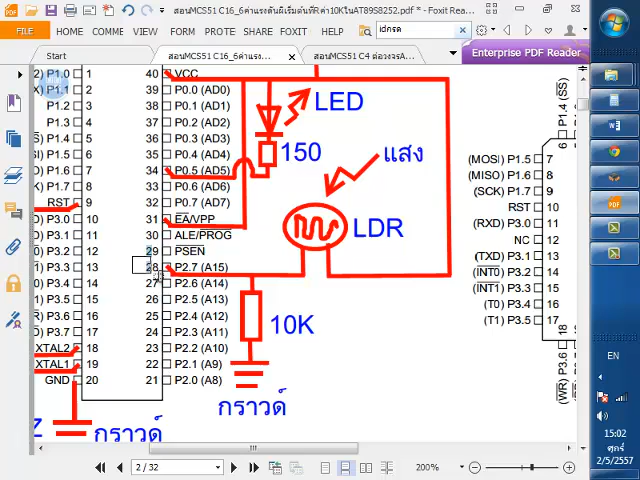 สอนMCS51 C16_6ค่าแรงดันผิเริ่มต้นที่R ค่า10KในAT89S8252.pdf * - Foxit Rea...
FILE HOME COMME VIEW FORM PROTE SHARE FOXIT HELP idกรด
Start สอนMCS51 C16_6ค่าแรง... สอนMCS51 C4 ต่อวงจรA... Enterprise PDF Reader
P1.0 1 40 VCC
P1.1 2 39 P0.0 (AD0)
P1.2 3 38 P0.1 (AD1)
P1.3 4 37 P0.2 (AD2)
P1.4 5 36 P0.3 (AD3)
P1.5 6 35 P0.4 (AD4)
P1.6 7 34 P0.5 (AD5)
P1.7 8 33 P0.6 (AD6)
RST 9 32 P0.7 (AD7)
P3.0 10 31 EA/VPP
P3.1 11 30 ALE/PROG
P3.2 12 29 PSEN
P3.3 13 28 P2.7 (A15)
P3.4 14 27 P2.6 (A14)
P3.5 15 26 P2.5 (A13)
P3.6 16 25 P2.4 (A12)
P3.7 17 24 P2.3 (A11)
XTAL2 18 23 P2.2 (A10)
XTAL1 19 22 P2.1 (A9)
GND 20 21 P2.0 (A8)
LED
150
แสง
LDR
10K
กราวด์
Z กราวด์
P1.4 (SS)
6
(MOSI) P1.5 7
(MISO) P1.6 8
(SCK) P1.7 9
RST 10
(RXD) P3.0 11
NC 12
(TXD) P3.1 13
(INT0) P3.2 14
(INT1) P3.3 15
(T0) P3.4 16
(T1) P3.5 17
18
(WR) P3.6
2 / 32 200%
EN
15:02
ศุกร์
2/5/2557